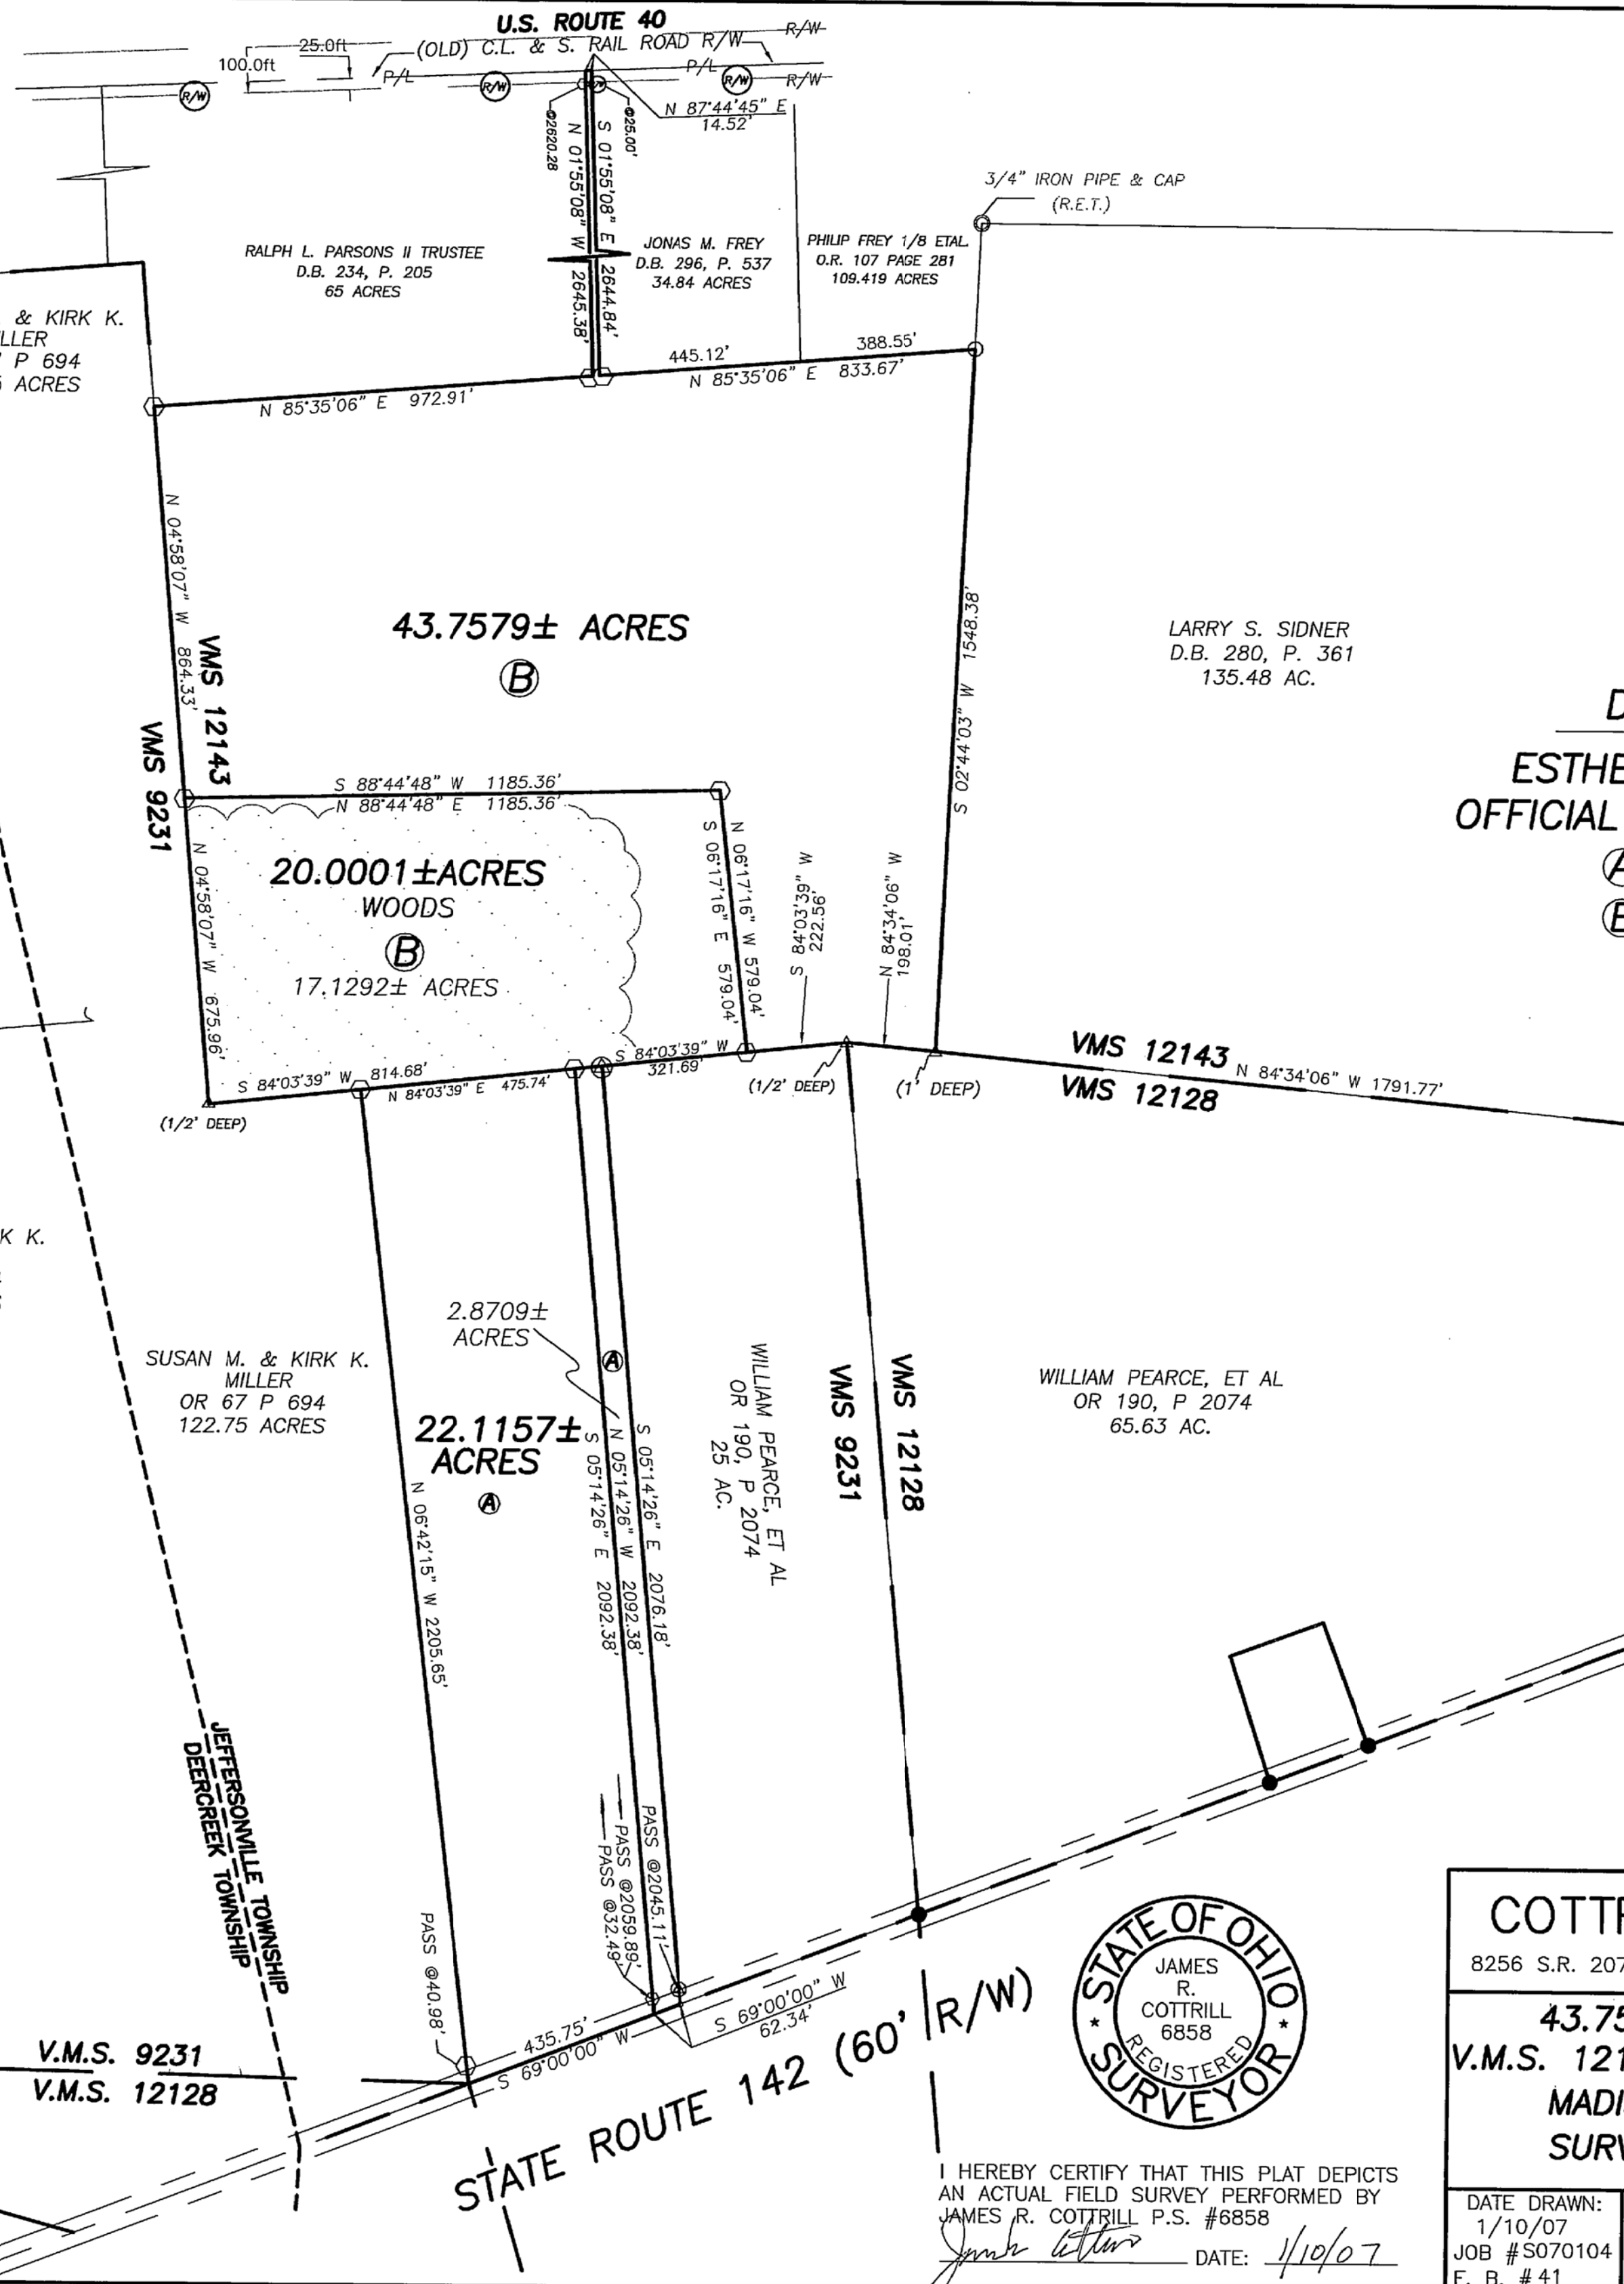 U.S. ROUTE 40
R/W
25.0ft
(OLD) C.L. & S. RAIL ROAD R/W
100.0ft
P/L
P/L
R/W
R/W
R/W
R/W
N 87°44'45" E
14.52'
@2620.28
@25.00'
N 01°55'08" W 2645.38'
S 01°55'08" E 2644.84'
3/4" IRON PIPE & CAP
(R.E.T.)
RALPH L. PARSONS II TRUSTEE
D.B. 234, P. 205
65 ACRES
JONAS M. FREY
D.B. 296, P. 537
34.84 ACRES
PHILIP FREY 1/8 ETAL.
O.R. 107 PAGE 281
109.419 ACRES
& KIRK K.
LLER
P 694
ACRES
445.12'
388.55'
N 85°35'06" E 833.67'
N 85°35'06" E 972.91'
N 04°58'07" W 864.33'
VMS 12143
VMS 9231
43.7579± ACRES
B
S 02°44'03" W 1548.38'
LARRY S. SIDNER
D.B. 280, P. 361
135.48 AC.
D
ESTHE
OFFICIAL
A
B
S 88°44'48" W 1185.36'
N 88°44'48" E 1185.36'
20.0001±ACRES
WOODS
B
17.1292± ACRES
N 04°58'07" W 675.96'
S 06°17'16" E 579.04'
N 06°17'16" W 579.04'
S 84°03'39" W
222.56'
N 84°34'06" W
198.01'
S 84°03'39" W
321.69'
S 84°03'39" W 814.68'
N 84°03'39" E 475.74'
(1/2' DEEP)
(1/2' DEEP)
(1' DEEP)
VMS 12143
VMS 12128
N 84°34'06" W 1791.77'
K K.
SUSAN M. & KIRK K.
MILLER
OR 67 P 694
122.75 ACRES
2.8709±
ACRES
A
22.1157±
ACRES
A
N 06°42'15" W 2205.65'
S 05°14'26" E 2092.38'
N 05°14'26" W 2092.38'
S 05°14'26" E 2076.18'
WILLIAM PEARCE, ET AL
OR 190, P 2074
25 AC.
VMS 9231
VMS 12128
WILLIAM PEARCE, ET AL
OR 190, P 2074
65.63 AC.
JEFFERSONVILLE TOWNSHIP
DEERCREEK TOWNSHIP
PASS @40.98'
PASS @32.49'
PASS @2059.89'
PASS @2045.11'
435.75'
S 69°00'00" W
S 69°00'00" W
62.34'
STATE ROUTE 142 (60' R/W)
V.M.S. 9231
V.M.S. 12128
STATE OF OHIO
JAMES
R.
COTTRILL
6858
REGISTERED
SURVEYOR
I HEREBY CERTIFY THAT THIS PLAT DEPICTS
AN ACTUAL FIELD SURVEY PERFORMED BY
JAMES R. COTTRILL P.S. #6858
DATE: 1/10/07
COTTR
8256 S.R. 207
43.75
V.M.S. 121
MADI
SURV
DATE DRAWN:
1/10/07
JOB #S070104
F. B. #41